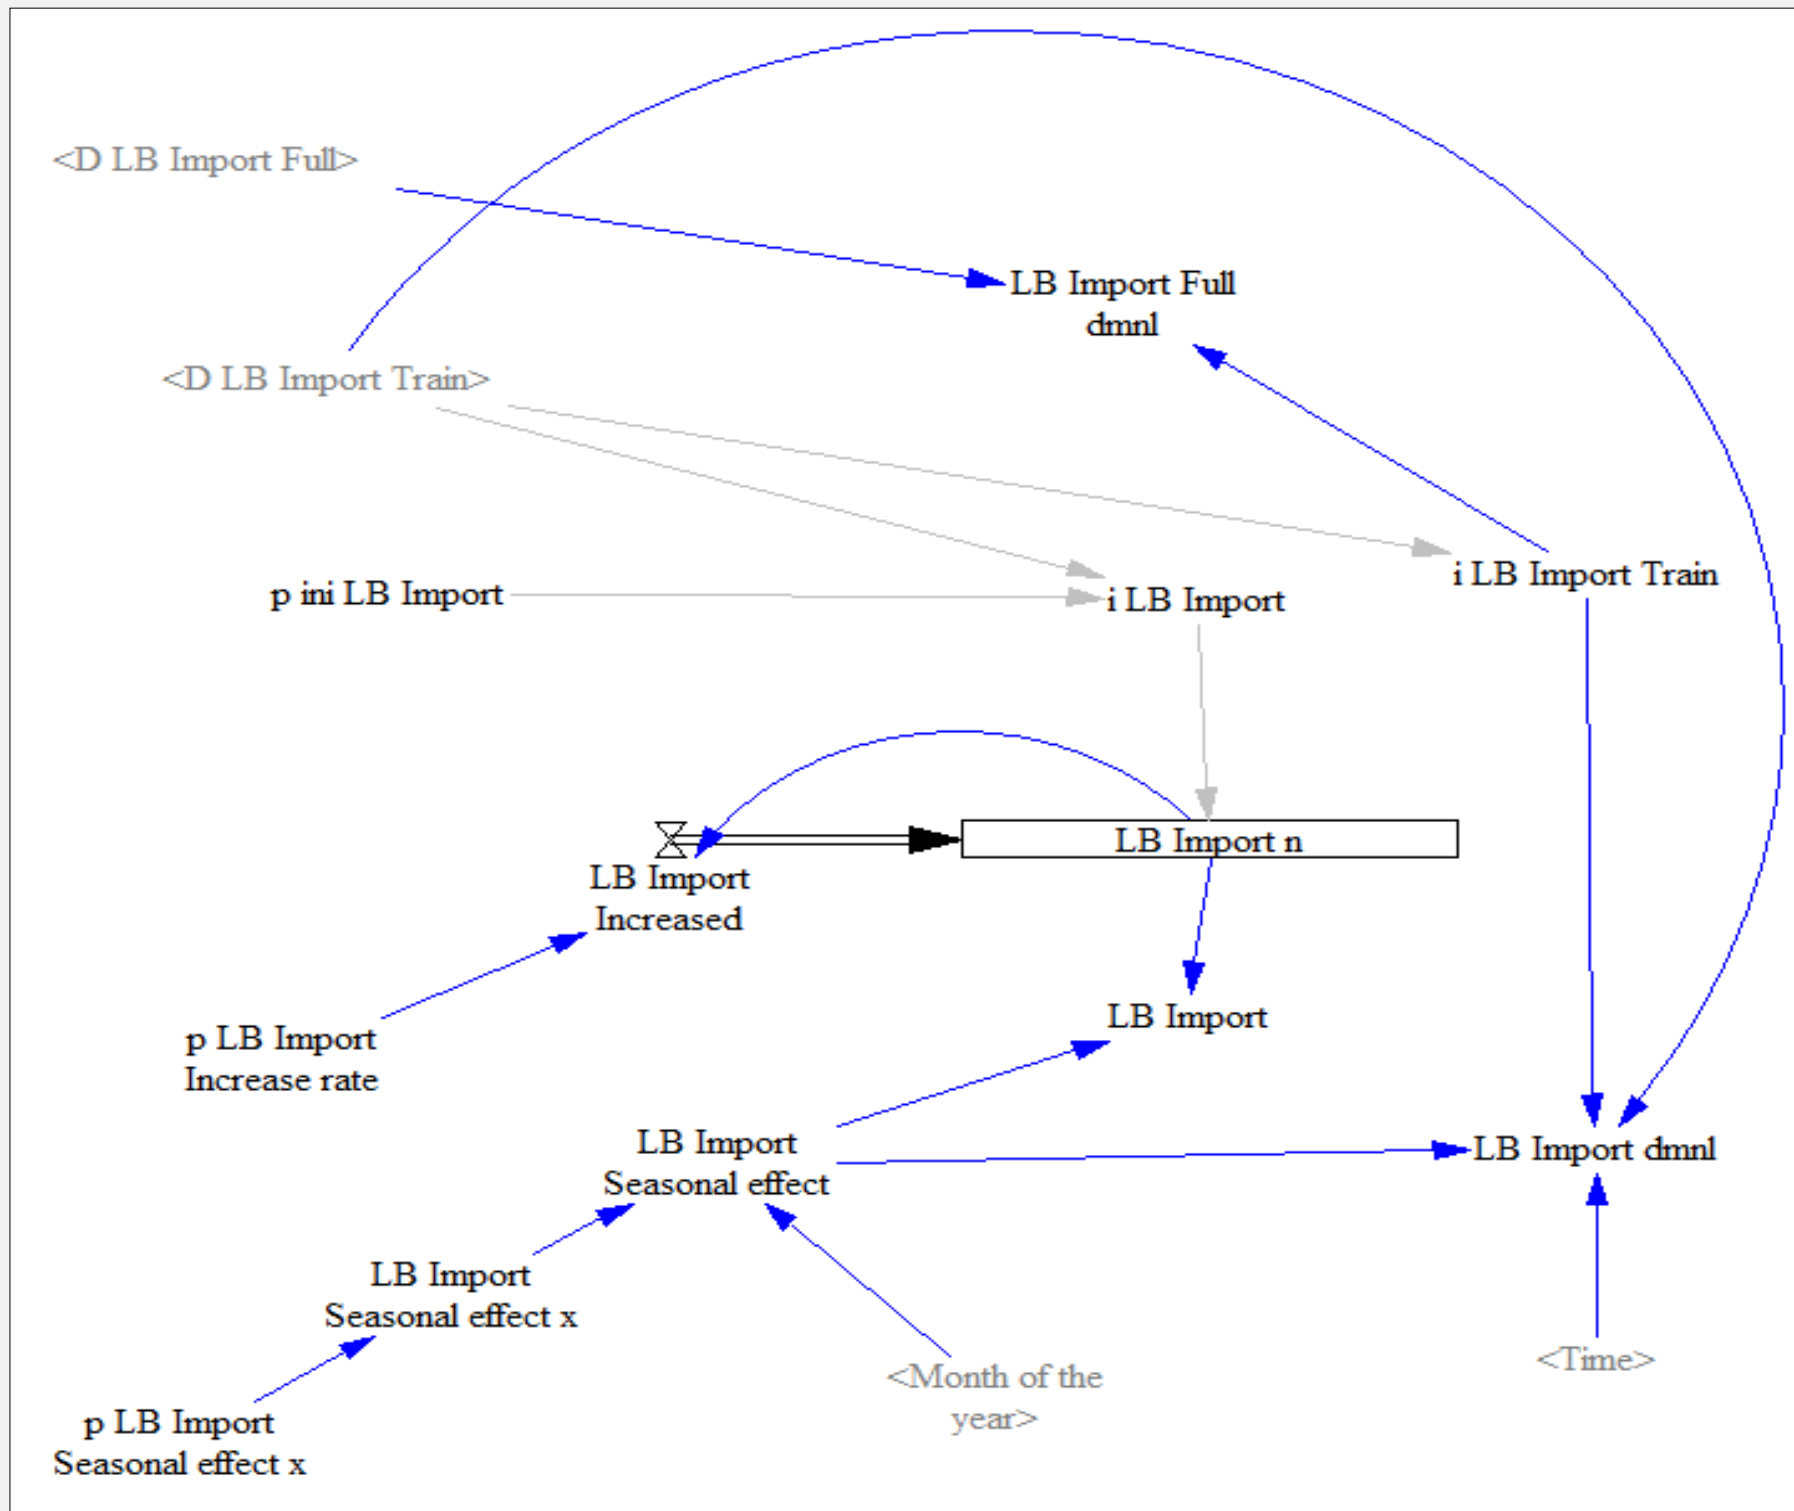 <D LB Import Full>
LB Import Full
dmnl
<D LB Import Train>
i LB Import Train
p ini LB Import
i LB Import
LB Import n
LB Import
Increased
LB Import
p LB Import
Increase rate
LB Import
Seasonal effect
LB Import dmnl
LB Import
Seasonal effect x
<Time>
<Month of the
year>
p LB Import
Seasonal effect x